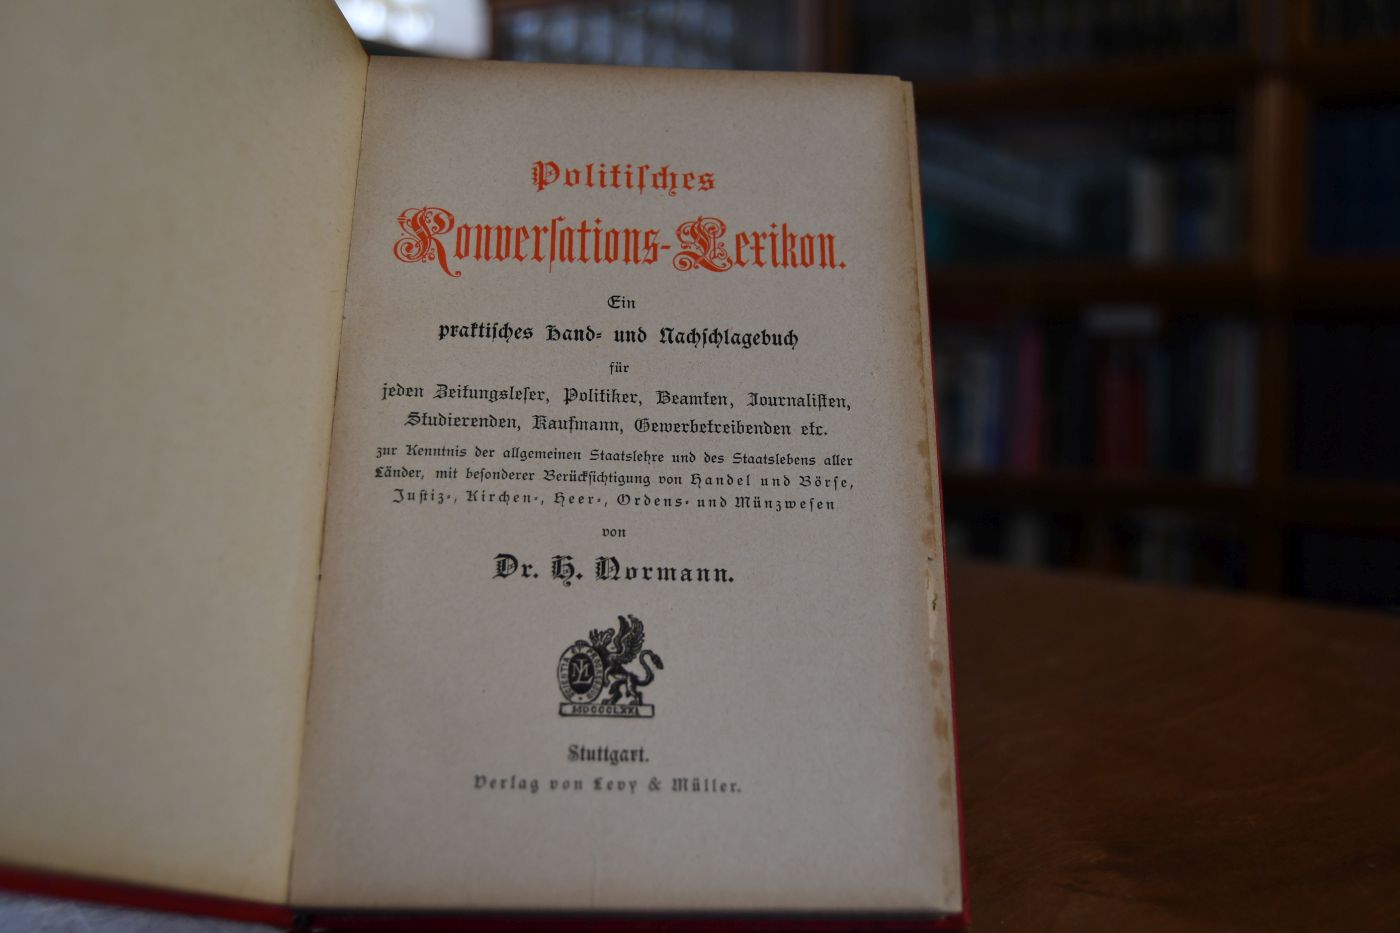 Politisches
Konversations-Lexikon.
Ein
praktisches Hand- und Nachschlagebuch
für
jeden Zeitungsleser, Politiker, Beamten, Journalisten,
Studierenden, Kaufmann, Gewerbetreibenden etc.
zur Kenntnis der allgemeinen Staatslehre und des Staatslebens aller
Länder, mit besonderer Berücksichtigung von Handel und Börse,
Justiz-, Kirchen-, Heer-, Ordens- und Münzwesen
von
Dr. H. Normann.
MDCCCLXXI
Stuttgart.
Verlag von Levy & Müller.